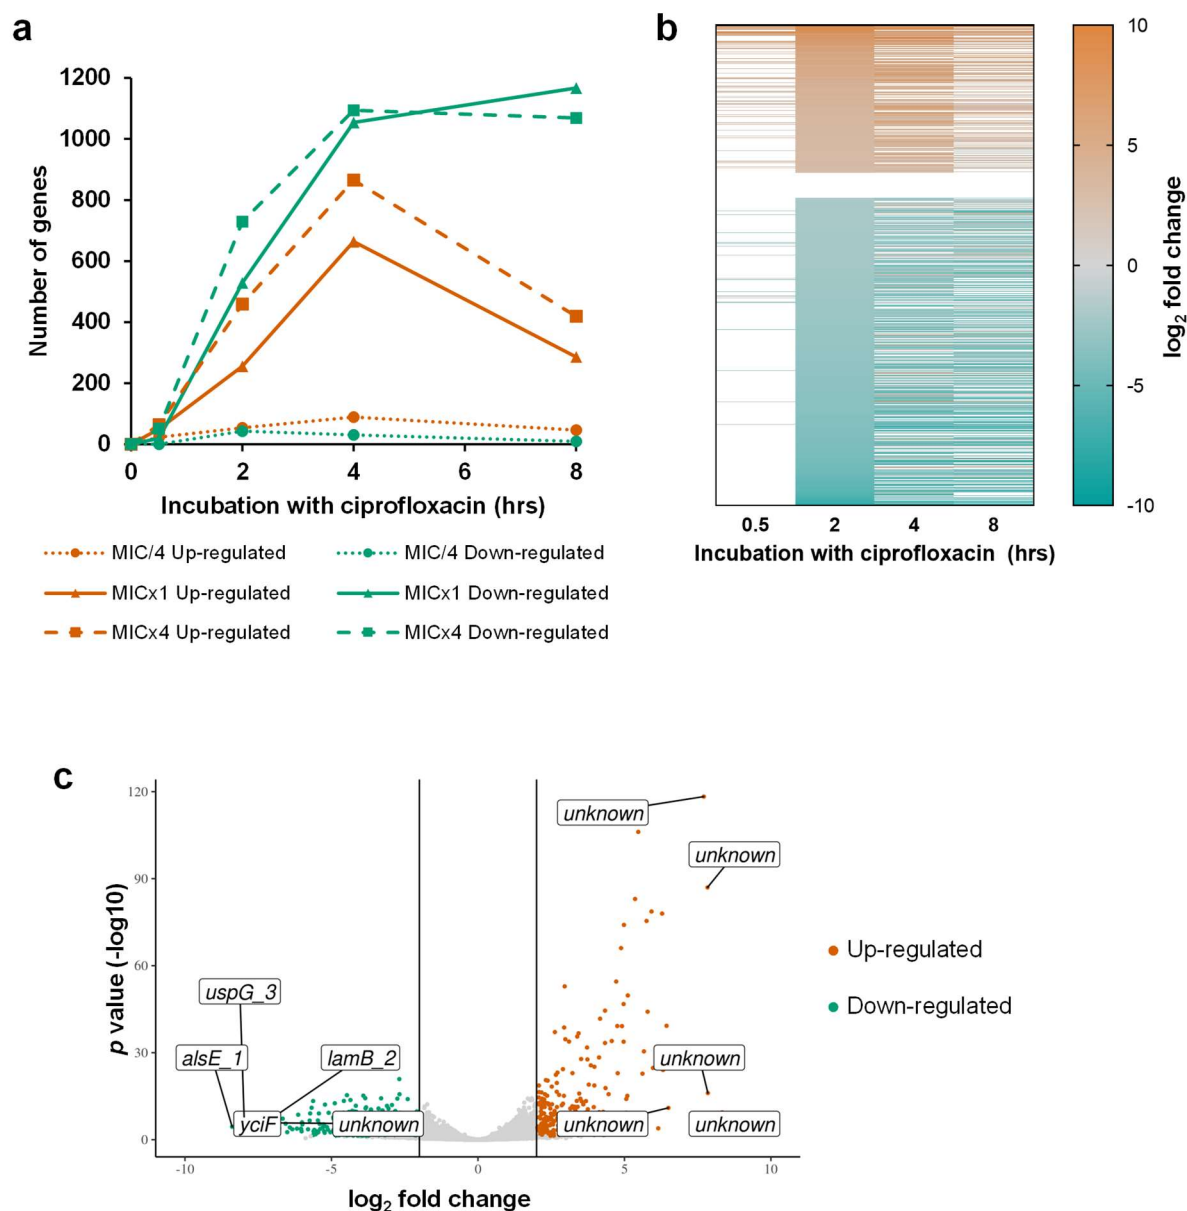 a
Number of genes
1200
1000
800
600
400
200
0
0 2 4 6 8
Incubation with ciprofloxacin (hrs)
MIC/4 Up-regulated MIC/4 Down-regulated
MICx1 Up-regulated MICx1 Down-regulated
MICx4 Up-regulated MICx4 Down-regulated
b
0.5 2 4 8
Incubation with ciprofloxacin (hrs)
10
5
0
-5
-10
log2 fold change
c
p value (-log10)
120
90
60
30
0
unknown
unknown
uspG_3
alsE_1
lamB_2
unknown
yciF
unknown
unknown
unknown
-10 -5 0 5 10
log2 fold change
Up-regulated
Down-regulated